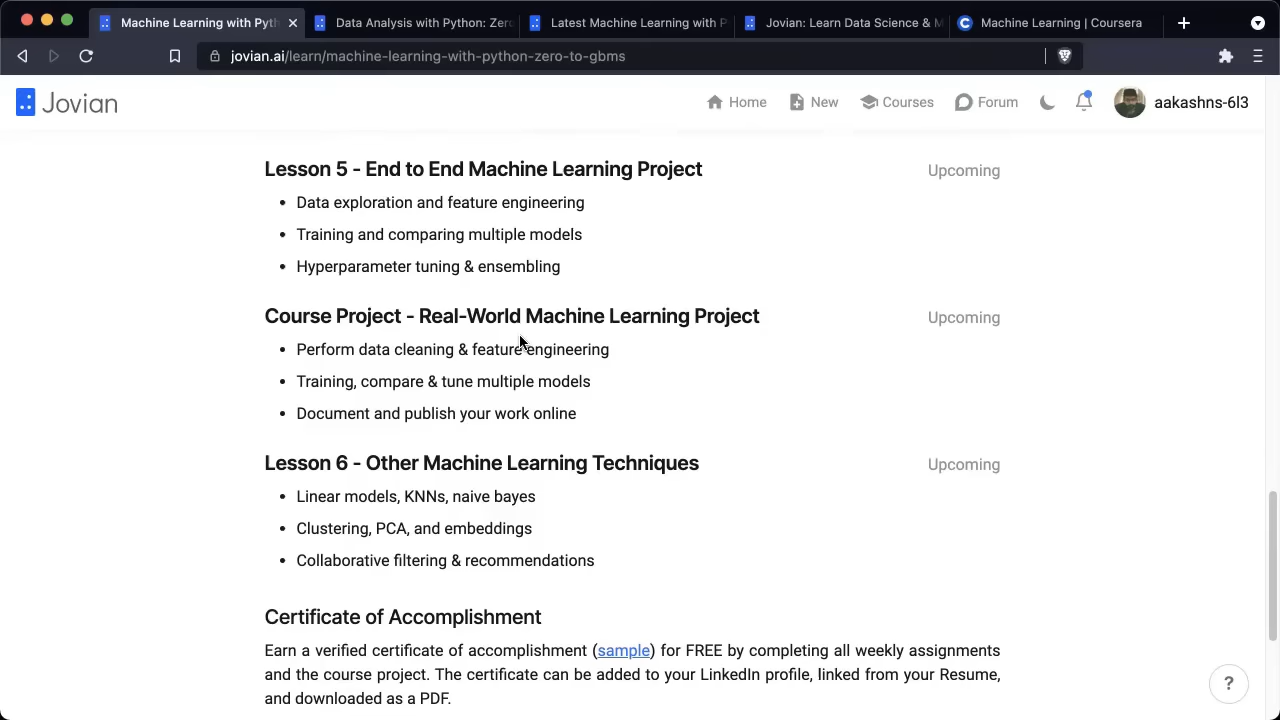 Machine Learning with Pyth
Data Analysis with Python: Zero
Latest Machine Learning with P
Jovian: Learn Data Science & M
Machine Learning | Coursera
jovian.ai/learn/machine-learning-with-python-zero-to-gbms
Jovian
Home
New
Courses
Forum
aakashns-6l3
Lesson 5 - End to End Machine Learning Project
Upcoming
• Data exploration and feature engineering
• Training and comparing multiple models
• Hyperparameter tuning & ensembling
Course Project - Real-World Machine Learning Project
Upcoming
• Perform data cleaning & feature engineering
• Training, compare & tune multiple models
• Document and publish your work online
Lesson 6 - Other Machine Learning Techniques
Upcoming
• Linear models, KNNs, naive bayes
• Clustering, PCA, and embeddings
• Collaborative filtering & recommendations
Certificate of Accomplishment
Earn a verified certificate of accomplishment (sample) for FREE by completing all weekly assignments
and the course project. The certificate can be added to your LinkedIn profile, linked from your Resume,
and downloaded as a PDF.
?